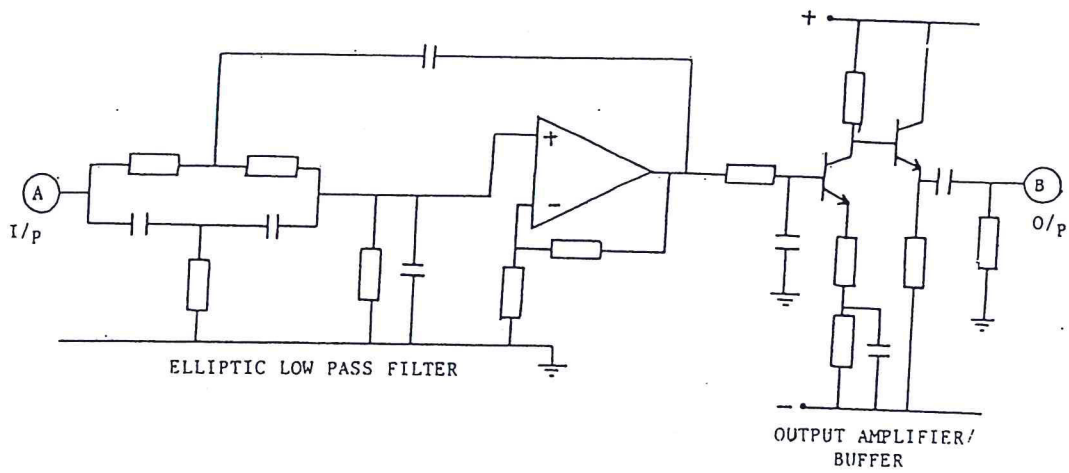 +
A
I/P
+
-
B
O/P
ELLIPTIC LOW PASS FILTER
-
OUTPUT AMPLIFIER/
BUFFER